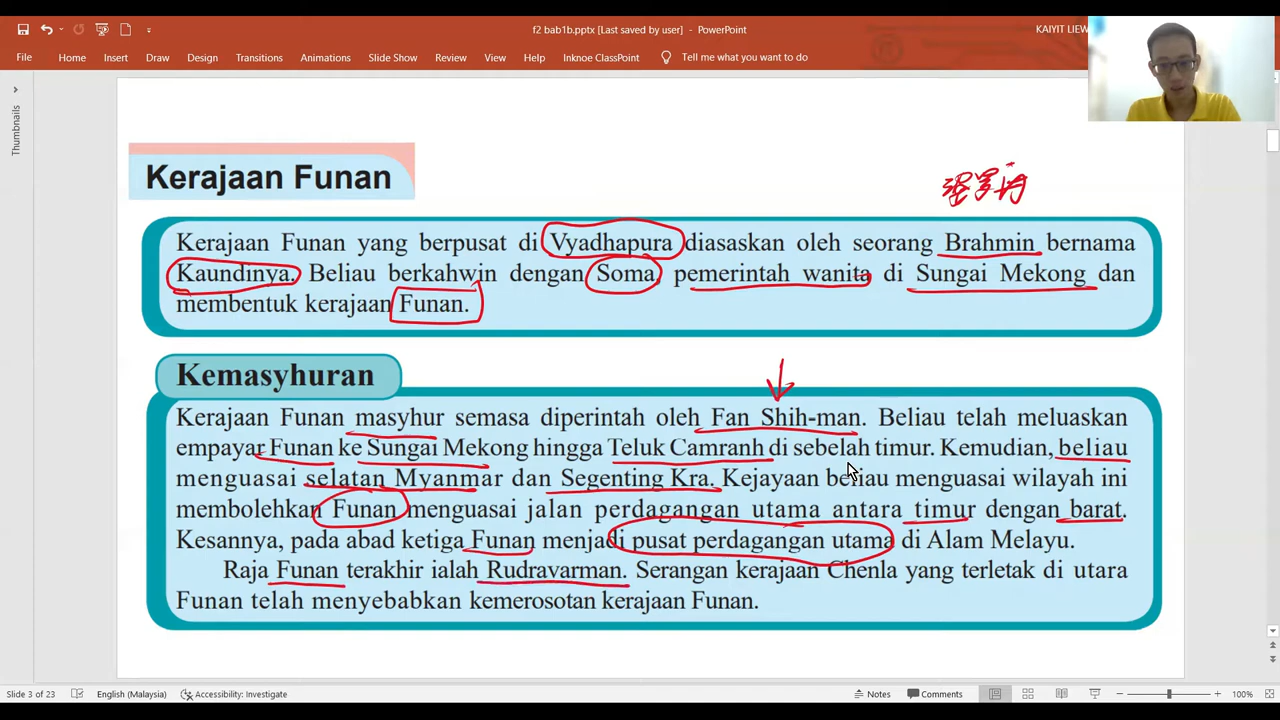 f2 bab1b.pptx [Last saved by user] - PowerPoint
KAIYIT LIEW
File Home Insert Draw Design Transitions Animations Slide Show Review View Help Inknoe ClassPoint Tell me what you want to do
Thumbnails
Kerajaan Funan
婆罗门
Kerajaan Funan yang berpusat di Vyadhapura diasaskan oleh seorang Brahmin bernama
Kaundinya. Beliau berkahwin dengan Soma, pemerintah wanita di Sungai Mekong dan
membentuk kerajaan Funan.
Kemasyhuran
Kerajaan Funan masyhur semasa diperintah oleh Fan Shih-man. Beliau telah meluaskan
empayar Funan ke Sungai Mekong hingga Teluk Camranh di sebelah timur. Kemudian, beliau
menguasai selatan Myanmar dan Segenting Kra. Kejayaan beliau menguasai wilayah ini
membolehkan Funan menguasai jalan perdagangan utama antara timur dengan barat.
Kesannya, pada abad ketiga Funan menjadi pusat perdagangan utama di Alam Melayu.
Raja Funan terakhir ialah Rudravarman. Serangan kerajaan Chenla yang terletak di utara
Funan telah menyebabkan kemerosotan kerajaan Funan.
Slide 3 of 23 English (Malaysia) Accessibility: Investigate Notes Comments 100%